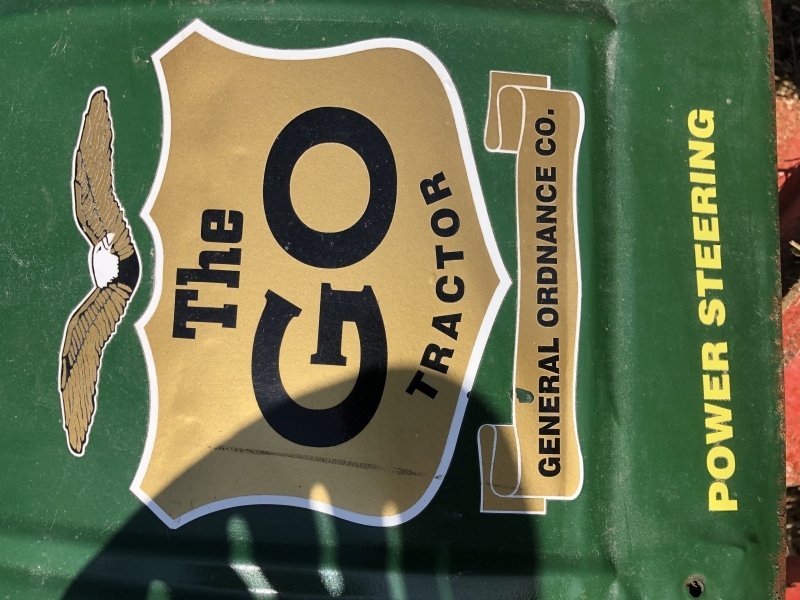 The
GO
TRACTOR
GENERAL ORDNANCE CO.
POWER STEERING